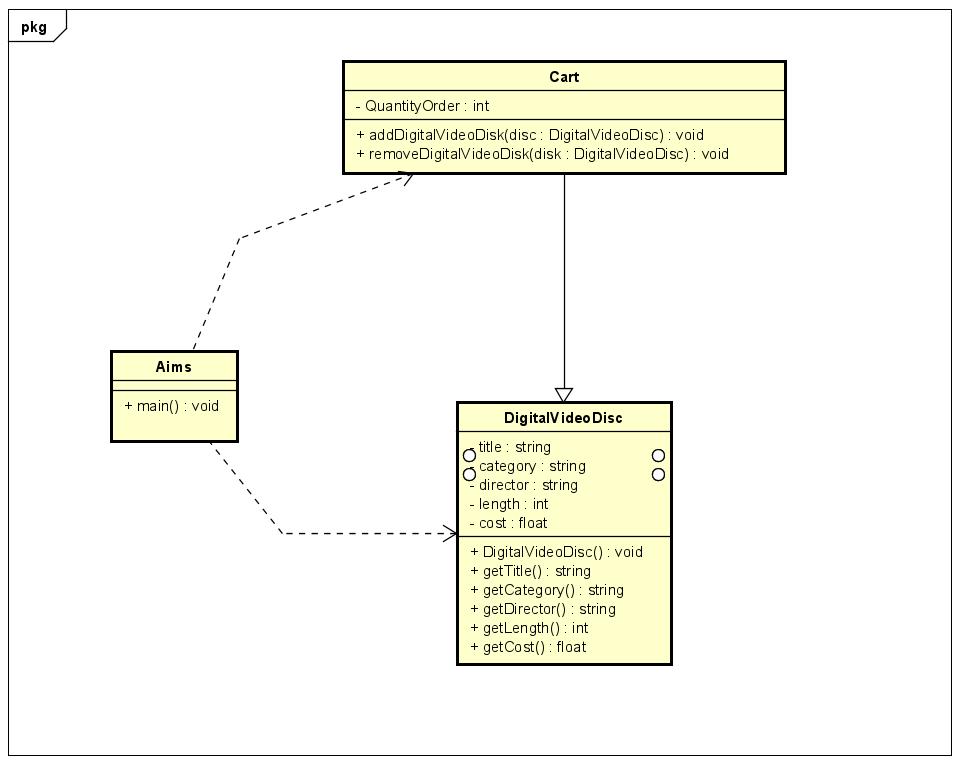 pkg
Cart
- QuantityOrder : int
+ addDigitalVideoDisk(disc : DigitalVideoDisc) : void
+ removeDigitalVideoDisk(disk : DigitalVideoDisc) : void
Aims
+ main() : void
DigitalVideoDisc
- title : string
- category : string
- director : string
- length : int
- cost : float
+ DigitalVideoDisc() : void
+ getTitle() : string
+ getCategory() : string
+ getDirector() : string
+ getLength() : int
+ getCost() : float